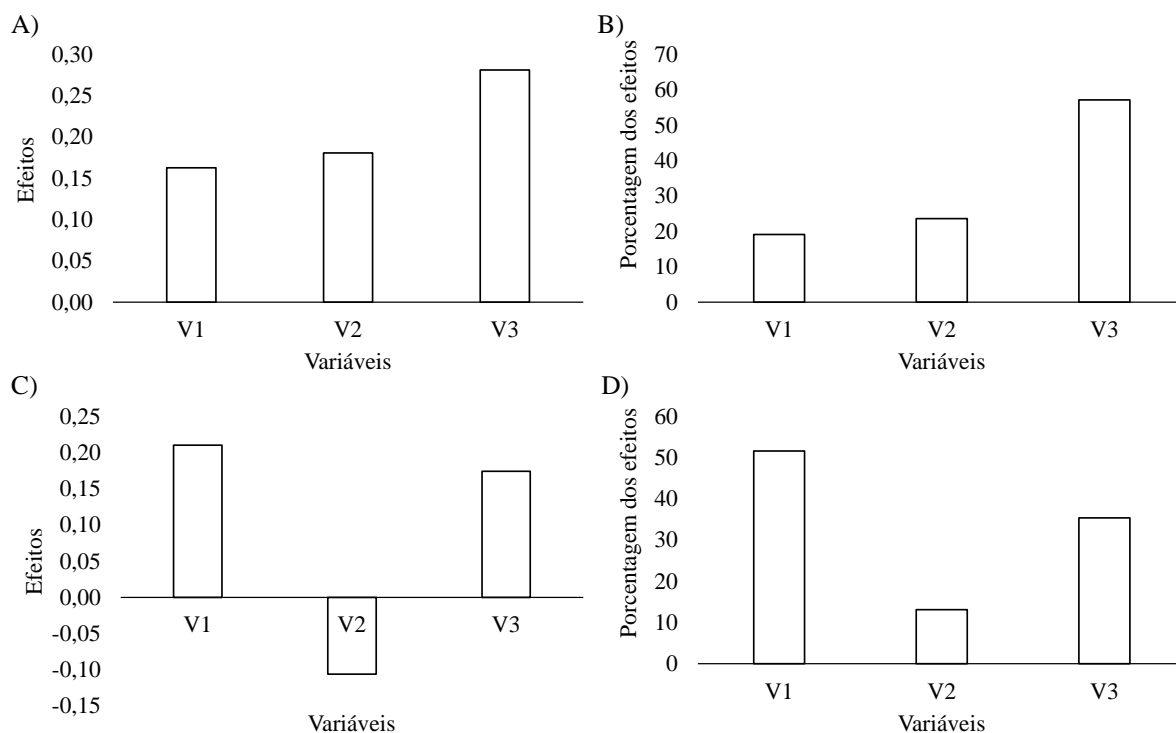 A)
0,30
0,25
0,20
0,15
0,10
0,05
0,00
Efeitos
V1 V2 V3
Variáveis
B)
70
60
50
40
30
20
10
0
Porcentagem dos efeitos
V1 V2 V3
Variáveis
C)
0,25
0,20
0,15
0,10
0,05
0,00
-0,05
-0,10
-0,15
Efeitos
V1 V2 V3
Variáveis
D)
60
50
40
30
20
10
0
Porcentagem dos efeitos
V1 V2 V3
Variáveis